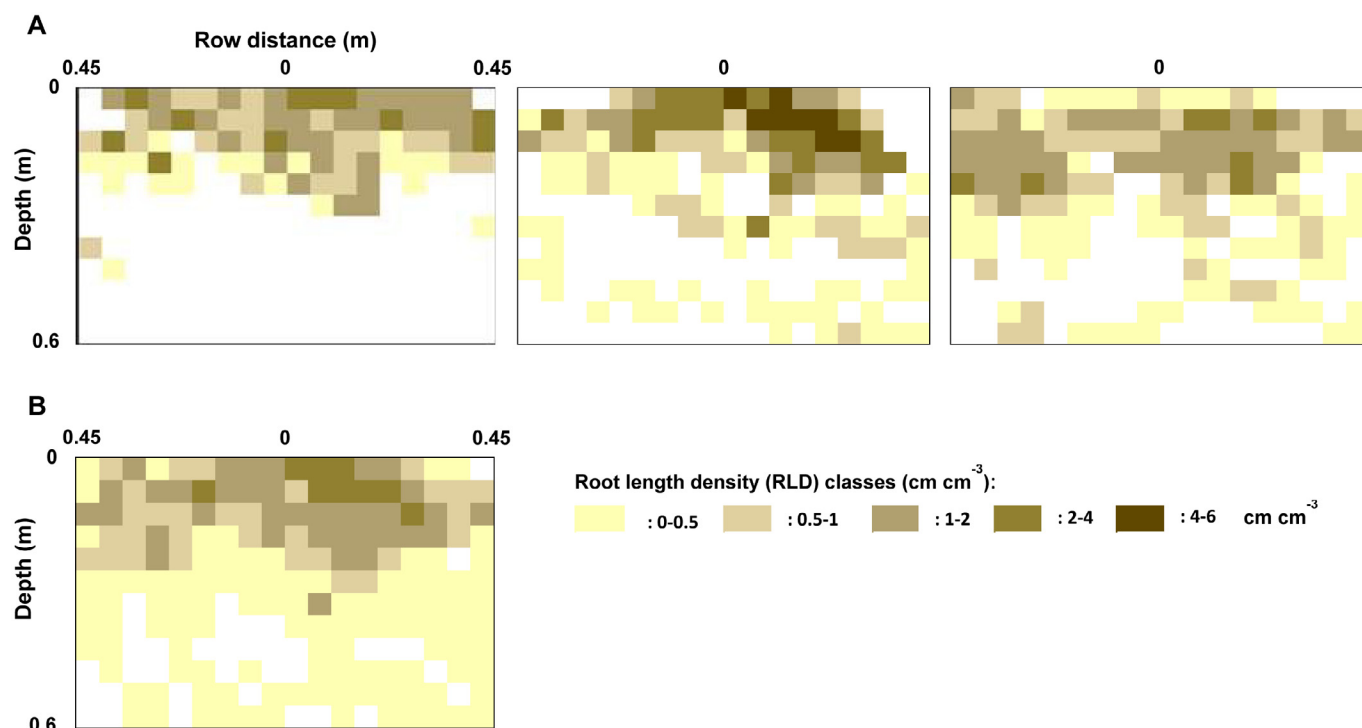 A
Row distance (m)
0.45 0 0.45 0 0
0
Depth (m)
0.6
B
0.45 0 0.45
0
Depth (m)
0.6
Root length density (RLD) classes (cm cm⁻³):
: 0-0.5 : 0.5-1 : 1-2 : 2-4 : 4-6 cm cm⁻³